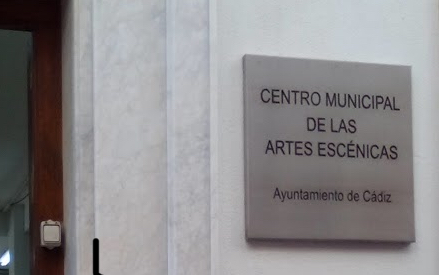 CENTRO MUNICIPAL
DE LAS
ARTES ESCÉNICAS
Ayuntamiento de Cádiz